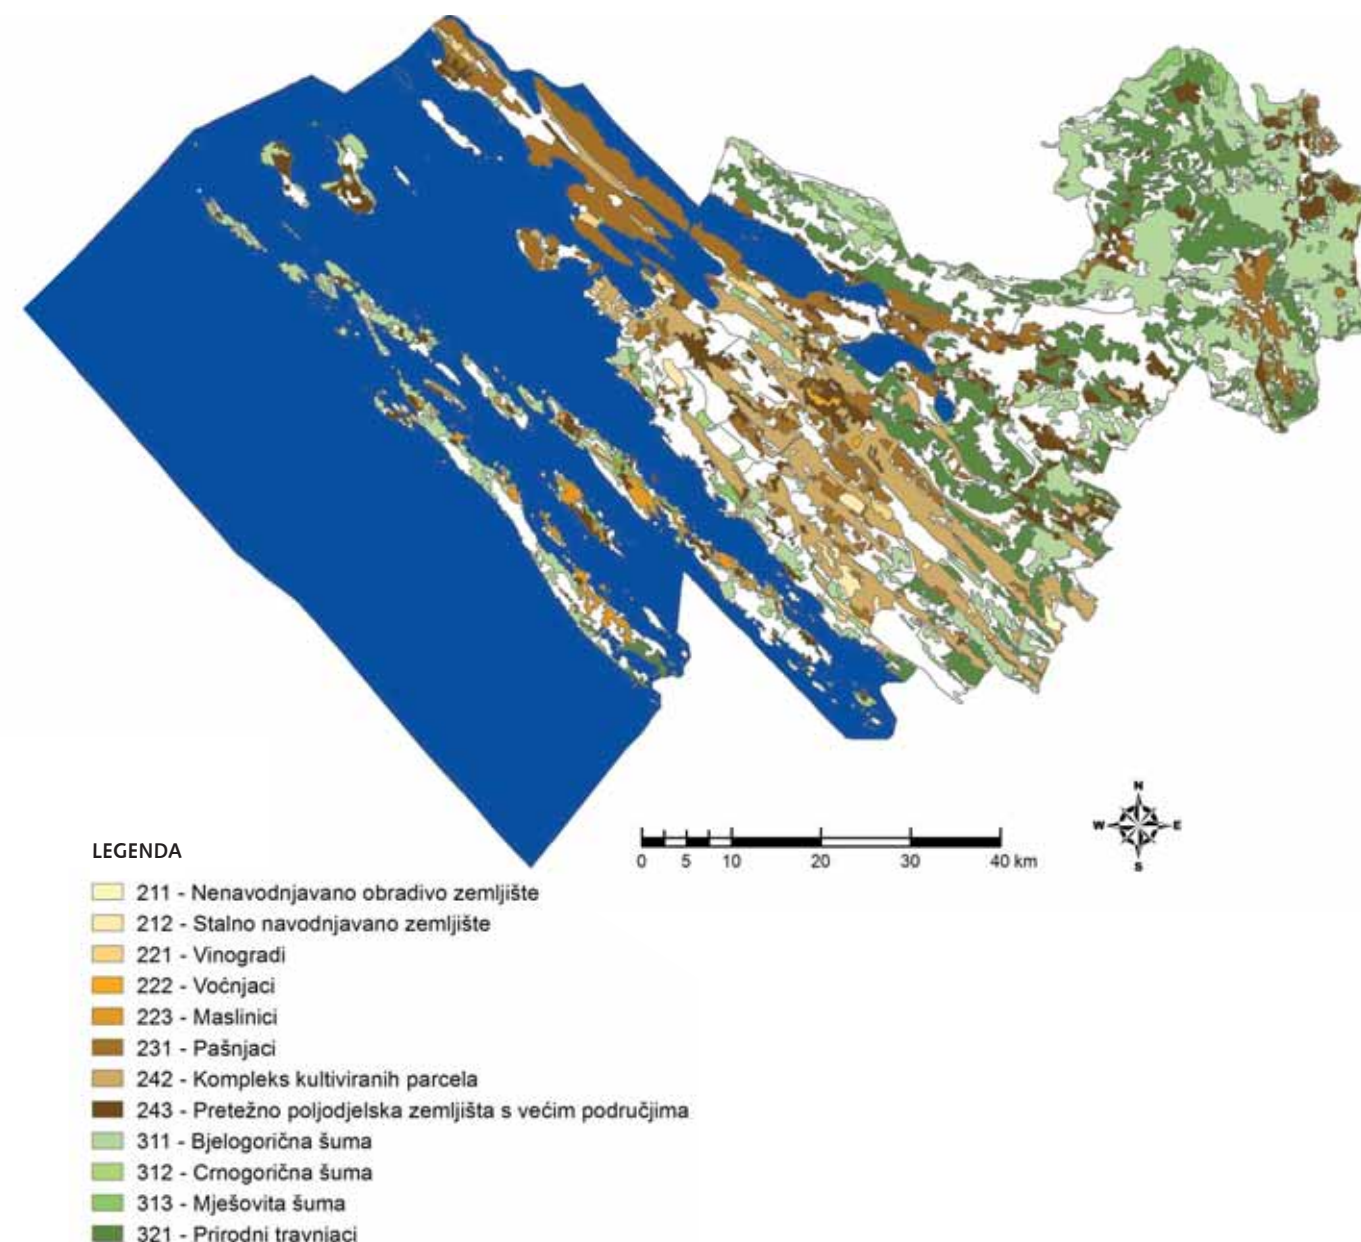 N
W E
S
0 5 10 20 30 40 km
LEGENDA
211 - Nenavodnjavano obradivo zemljište
212 - Stalno navodnjavano zemljište
221 - Vinogradi
222 - Voćnjaci
223 - Maslinici
231 - Pašnjaci
242 - Kompleks kultiviranih parcela
243 - Pretežno poljodjelska zemljišta s većim područjima
311 - Bjelogorična šuma
312 - Crnogorična šuma
313 - Mješovita šuma
321 - Prirodni travnjaci